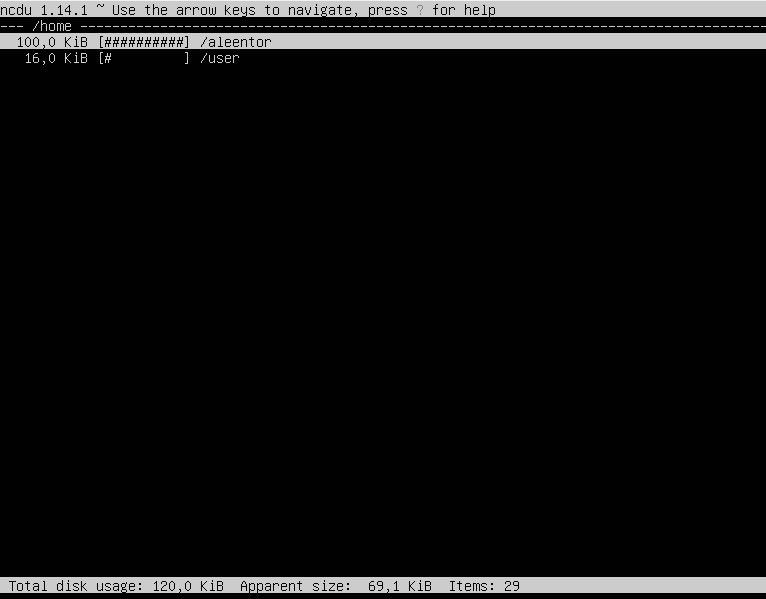 ncdu 1.14.1 ~ Use the arrow keys to navigate, press ? for help
--- /home ----------------------------------------------------------------------
100,0 KiB [##########] /aleentor
16,0 KiB [#         ] /user
Total disk usage: 120,0 KiB  Apparent size:  69,1 KiB  Items: 29